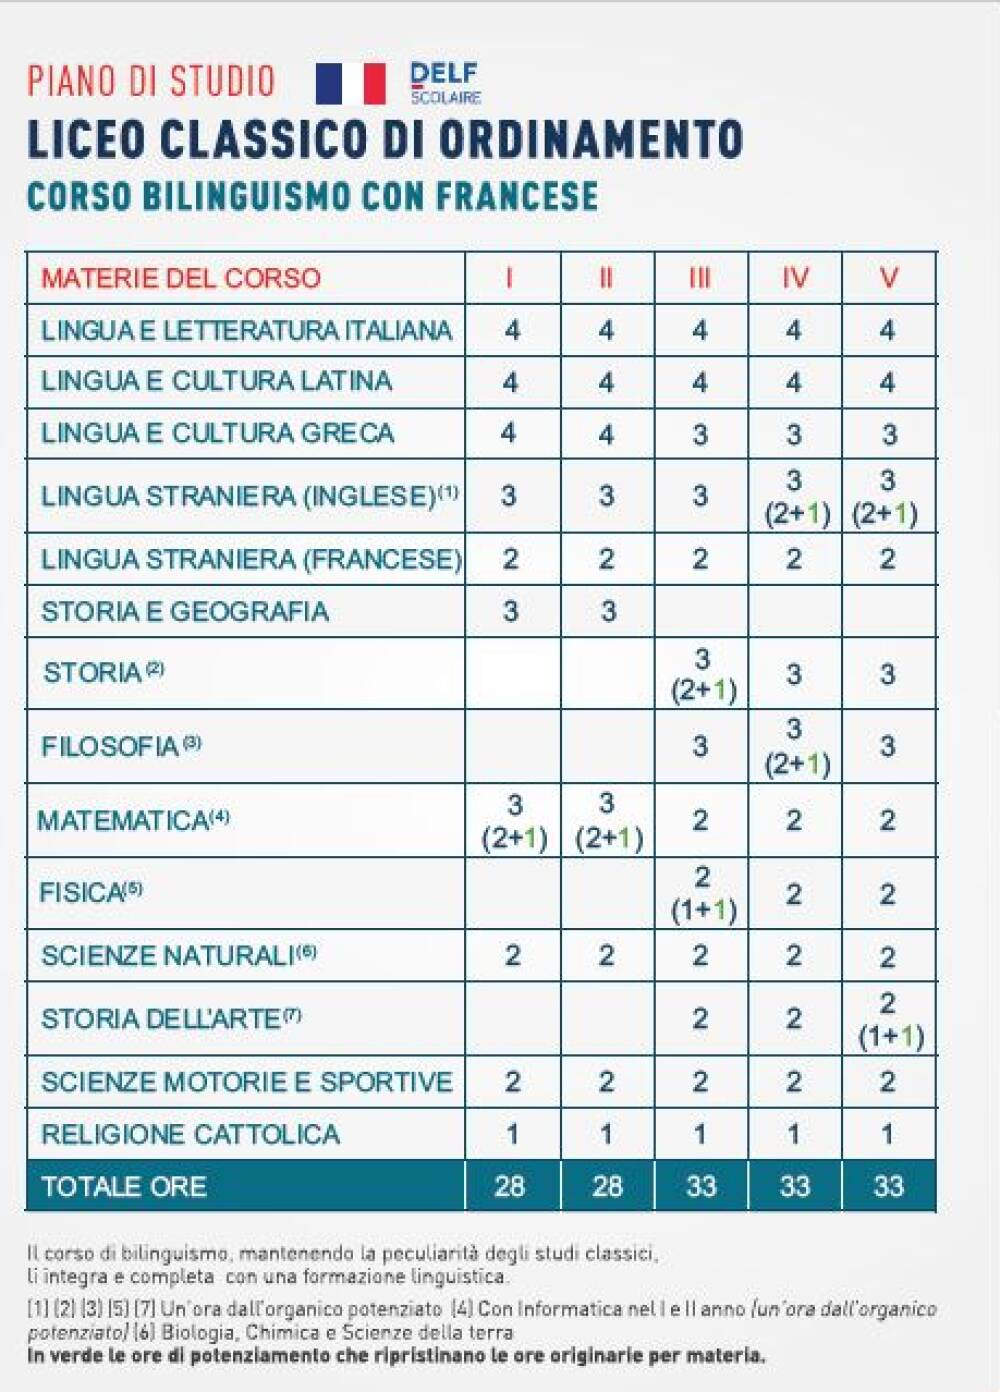 PIANO DI STUDIO DELF
SCOLAIRE
LICEO CLASSICO DI ORDINAMENTO
CORSO BILINGUISMO CON FRANCESE
MATERIE DEL CORSO I II III IV V
LINGUA E LETTERATURA ITALIANA 4 4 4 4 4
LINGUA E CULTURA LATINA 4 4 4 4 4
LINGUA E CULTURA GRECA 4 4 3 3 3
LINGUA STRANIERA (INGLESE)(1) 3 3 3 3 (2+1) 3 (2+1)
LINGUA STRANIERA (FRANCESE) 2 2 2 2 2
STORIA E GEOGRAFIA 3 3
STORIA (2) 3 (2+1) 3 3
FILOSOFIA (3) 3 3 (2+1) 3
MATEMATICA(4) 3 (2+1) 3 (2+1) 2 2 2
FISICA(5) 2 (1+1) 2 2
SCIENZE NATURALI(6) 2 2 2 2 2
STORIA DELL'ARTE(7) 2 2 2 (1+1)
SCIENZE MOTORIE E SPORTIVE 2 2 2 2 2
RELIGIONE CATTOLICA 1 1 1 1 1
TOTALE ORE 28 28 33 33 33
Il corso di bilinguismo, mantenendo la peculiarità degli studi classici,
li integra e completa con una formazione linguistica.
(1) (2) (3) (5) (7) Un'ora dall'organico potenziato (4) Con Informatica nel I e II anno (un'ora dall'organico
potenziato) (6) Biologia, Chimica e Scienze della terra
In verde le ore di potenziamento che ripristinano le ore originarie per materia.